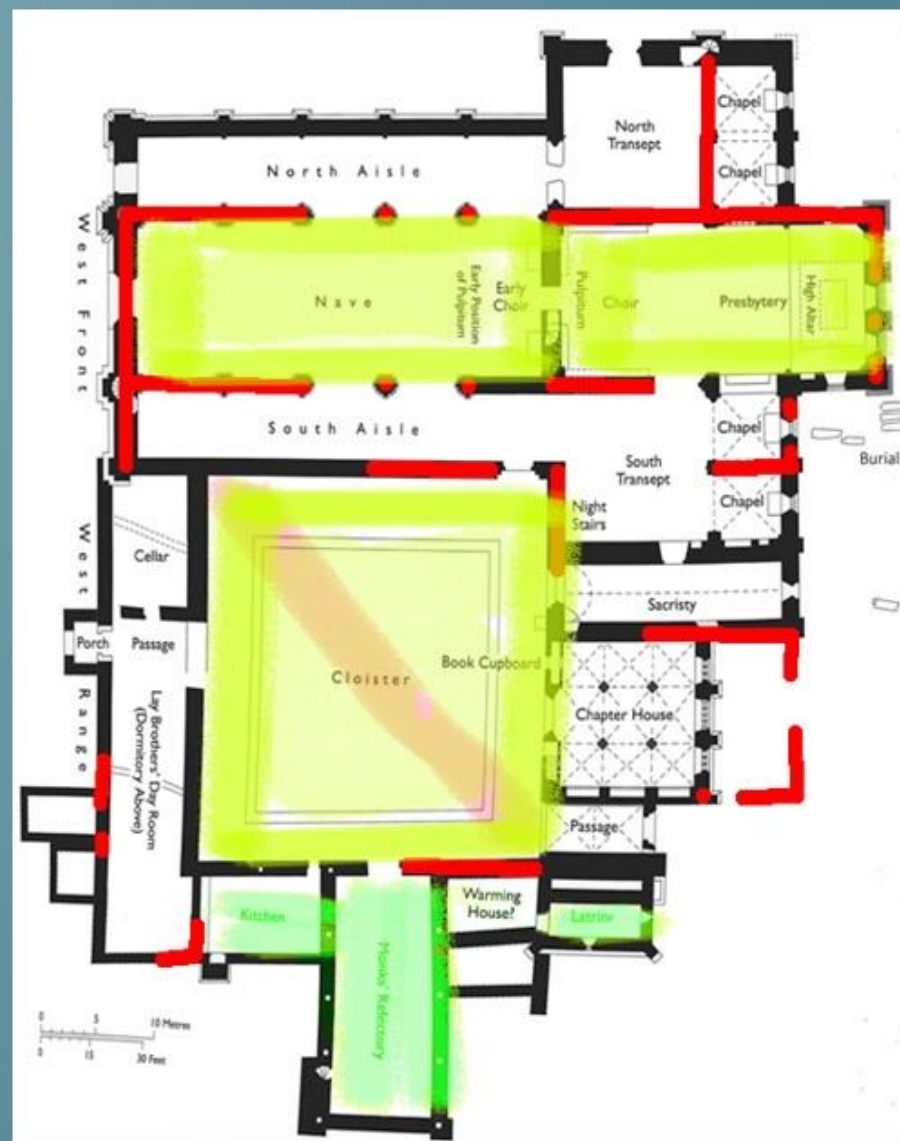 Chapel
North
Transept
Chapel
North Aisle
West Front
Nave
Early Position
of Pulpitum
Early
Choir
Pulpitum
Choir
Presbytery
High Altar
South Aisle
Chapel
Burial
South
Transept
Chapel
Night
Stairs
West Range
Cellar
Sacristy
Porch
Passage
Book Cupboard
Cloister
Chapter House
Lay Brothers' Day Room
(Dormitory Above)
Passage
Kitchen
Warming
House?
Latrine
Monks' Refectory
0 5 10 Metres
0 15 30 Feet